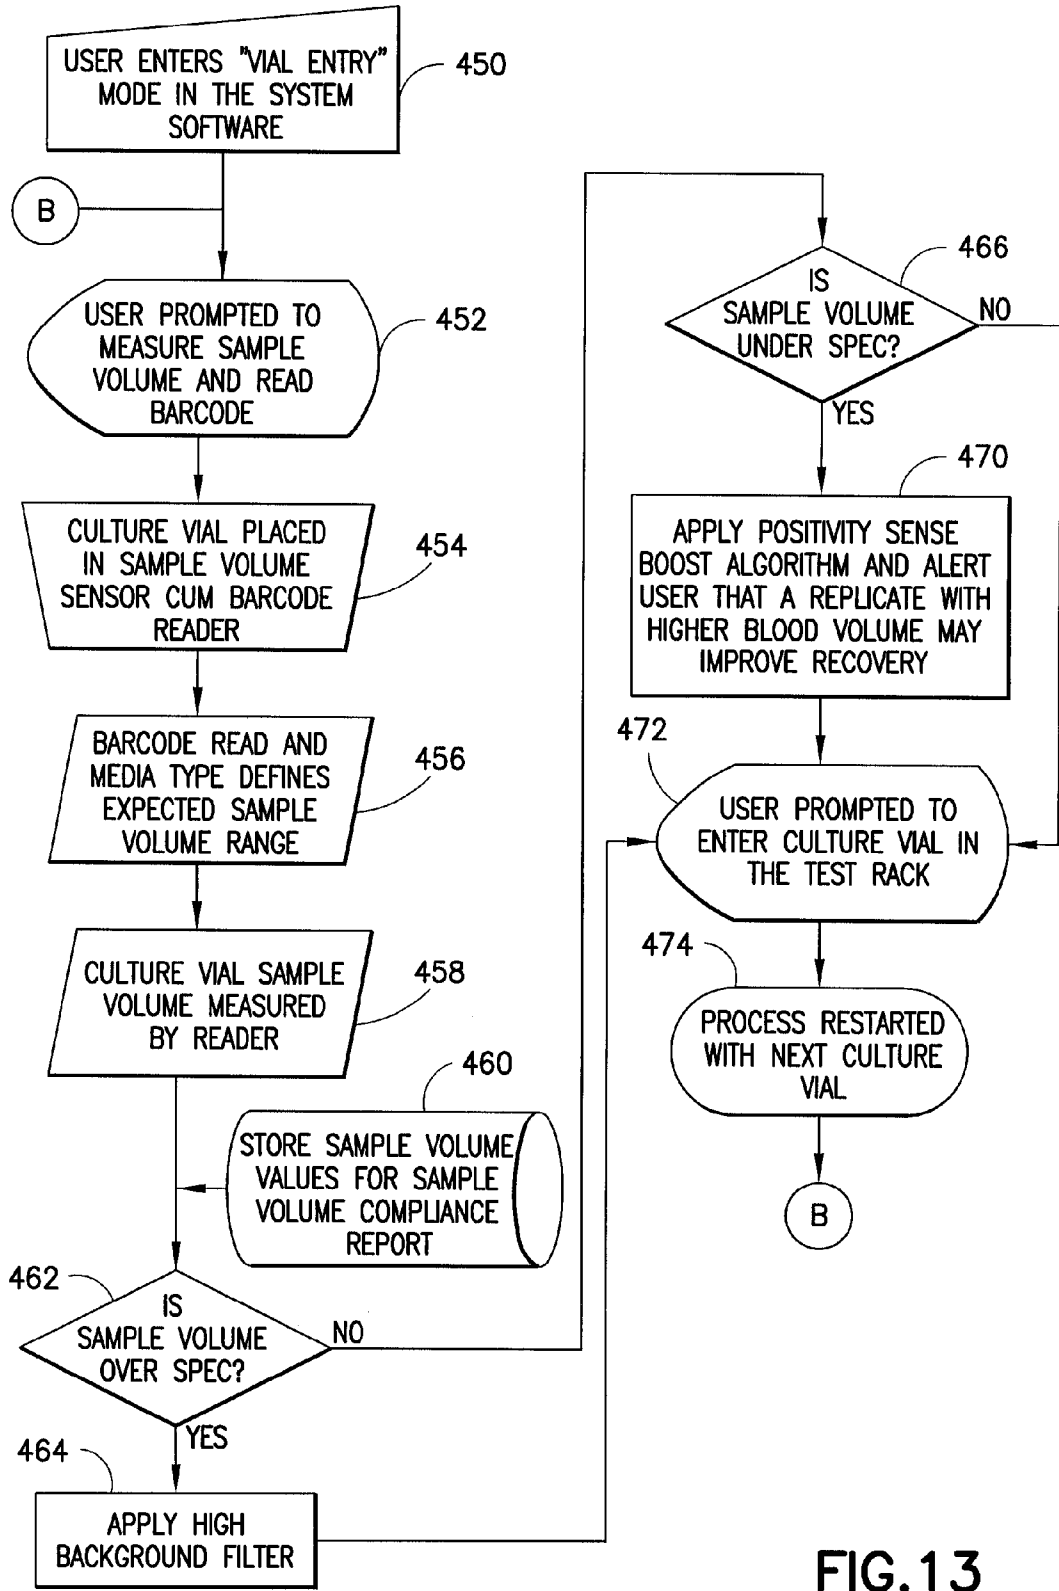 USER ENTERS "VIAL ENTRY"
MODE IN THE SYSTEM
SOFTWARE
450
B
USER PROMPTED TO
MEASURE SAMPLE
VOLUME AND READ
BARCODE
452
CULTURE VIAL PLACED
IN SAMPLE VOLUME
SENSOR CUM BARCODE
READER
454
BARCODE READ AND
MEDIA TYPE DEFINES
EXPECTED SAMPLE
VOLUME RANGE
456
CULTURE VIAL SAMPLE
VOLUME MEASURED
BY READER
458
460
STORE SAMPLE VOLUME
VALUES FOR SAMPLE
VOLUME COMPLIANCE
REPORT
462
IS
SAMPLE VOLUME
OVER SPEC?
NO
YES
464
APPLY HIGH
BACKGROUND FILTER
466
IS
SAMPLE VOLUME
UNDER SPEC?
NO
YES
470
APPLY POSITIVITY SENSE
BOOST ALGORITHM AND ALERT
USER THAT A REPLICATE WITH
HIGHER BLOOD VOLUME MAY
IMPROVE RECOVERY
472
USER PROMPTED TO
ENTER CULTURE VIAL IN
THE TEST RACK
474
PROCESS RESTARTED
WITH NEXT CULTURE
VIAL
B
FIG.13